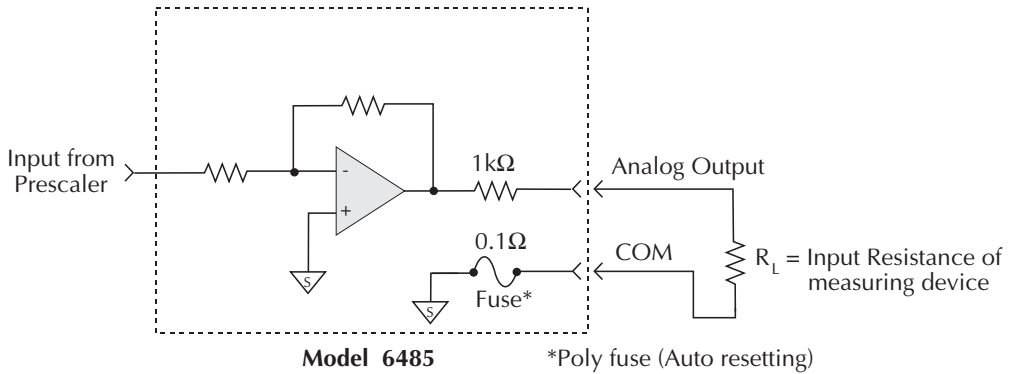 Input from
Prescaler
-
+
S
1kΩ
Analog Output
0.1Ω
Fuse*
S
COM
R_L = Input Resistance of
measuring device
Model 6485
*Poly fuse (Auto resetting)